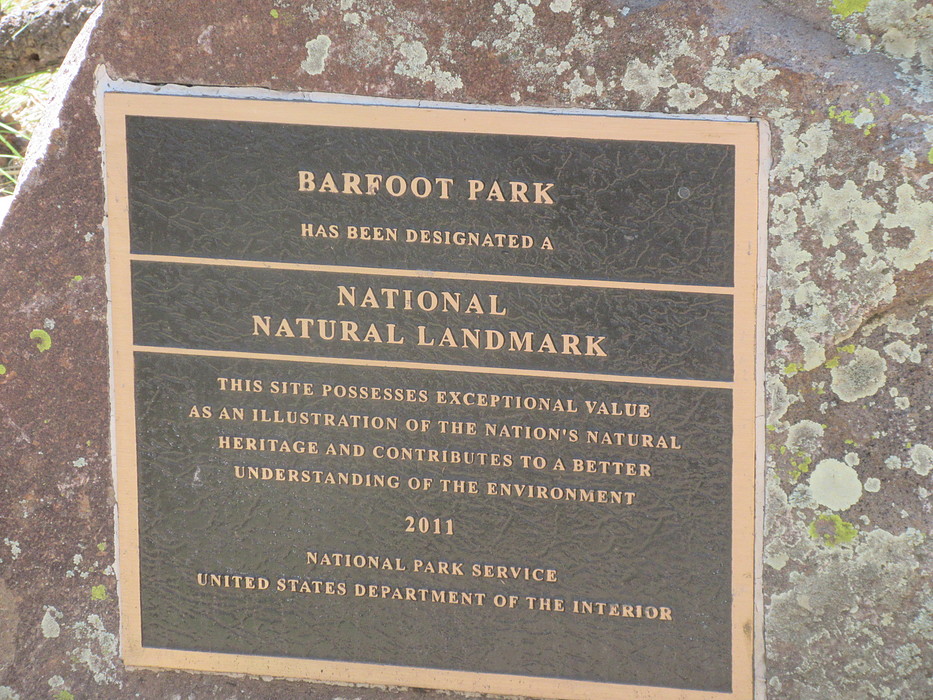 BARFOOT PARK
HAS BEEN DESIGNATED A
NATIONAL
NATURAL LANDMARK
THIS SITE POSSESSES EXCEPTIONAL VALUE
AS AN ILLUSTRATION OF THE NATION'S NATURAL
HERITAGE AND CONTRIBUTES TO A BETTER
UNDERSTANDING OF THE ENVIRONMENT
2011
NATIONAL PARK SERVICE
UNITED STATES DEPARTMENT OF THE INTERIOR